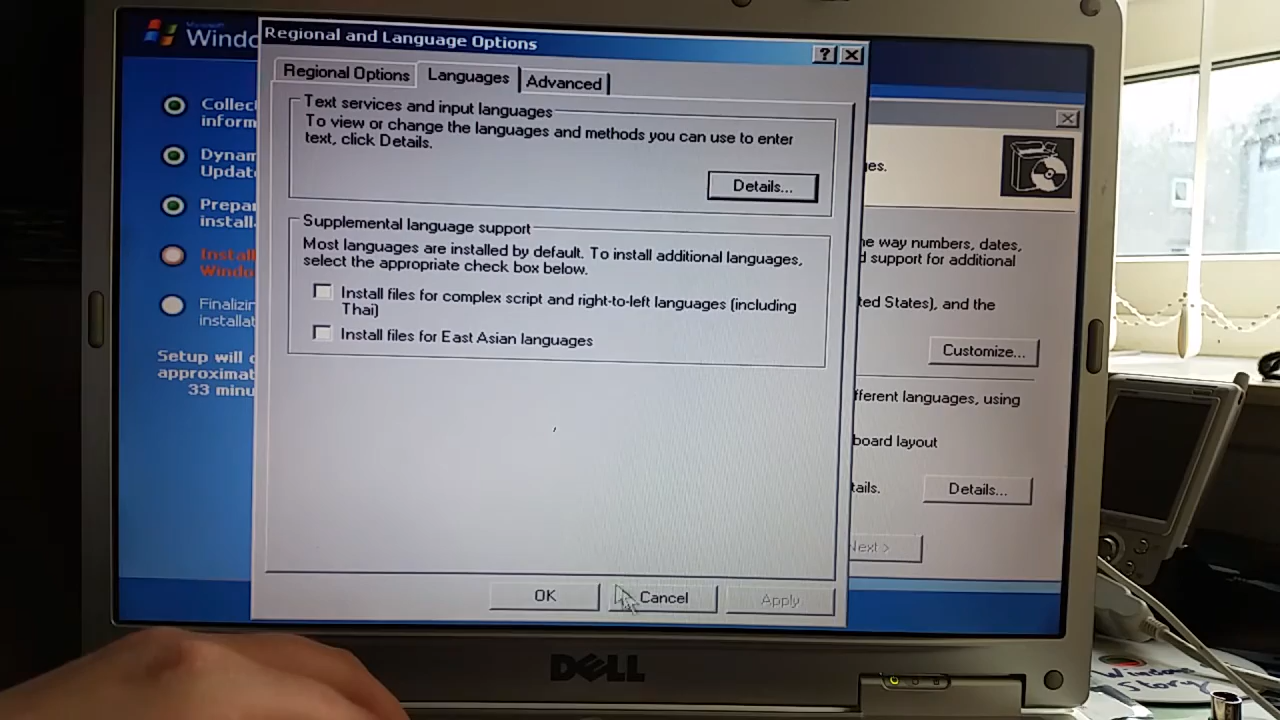 Microsoft
Windo
Collect
inform
Dynam
Updat
Prepa
install
Install
Windo
Finalizin
installat
Setup will c
approximat
33 minu
Regional and Language Options
Regional Options
Languages
Advanced
Text services and input languages
To view or change the languages and methods you can use to enter
text, click Details.
Details...
Supplemental language support
Most languages are installed by default. To install additional languages,
select the appropriate check box below.
Install files for complex script and right-to-left languages (including
Thai)
Install files for East Asian languages
OK
Cancel
Apply
ges.
he way numbers, dates,
d support for additional
ted States), and the
Customize...
fferent languages, using
board layout
tails.
Details...
Next >
DELL
Windows
Story